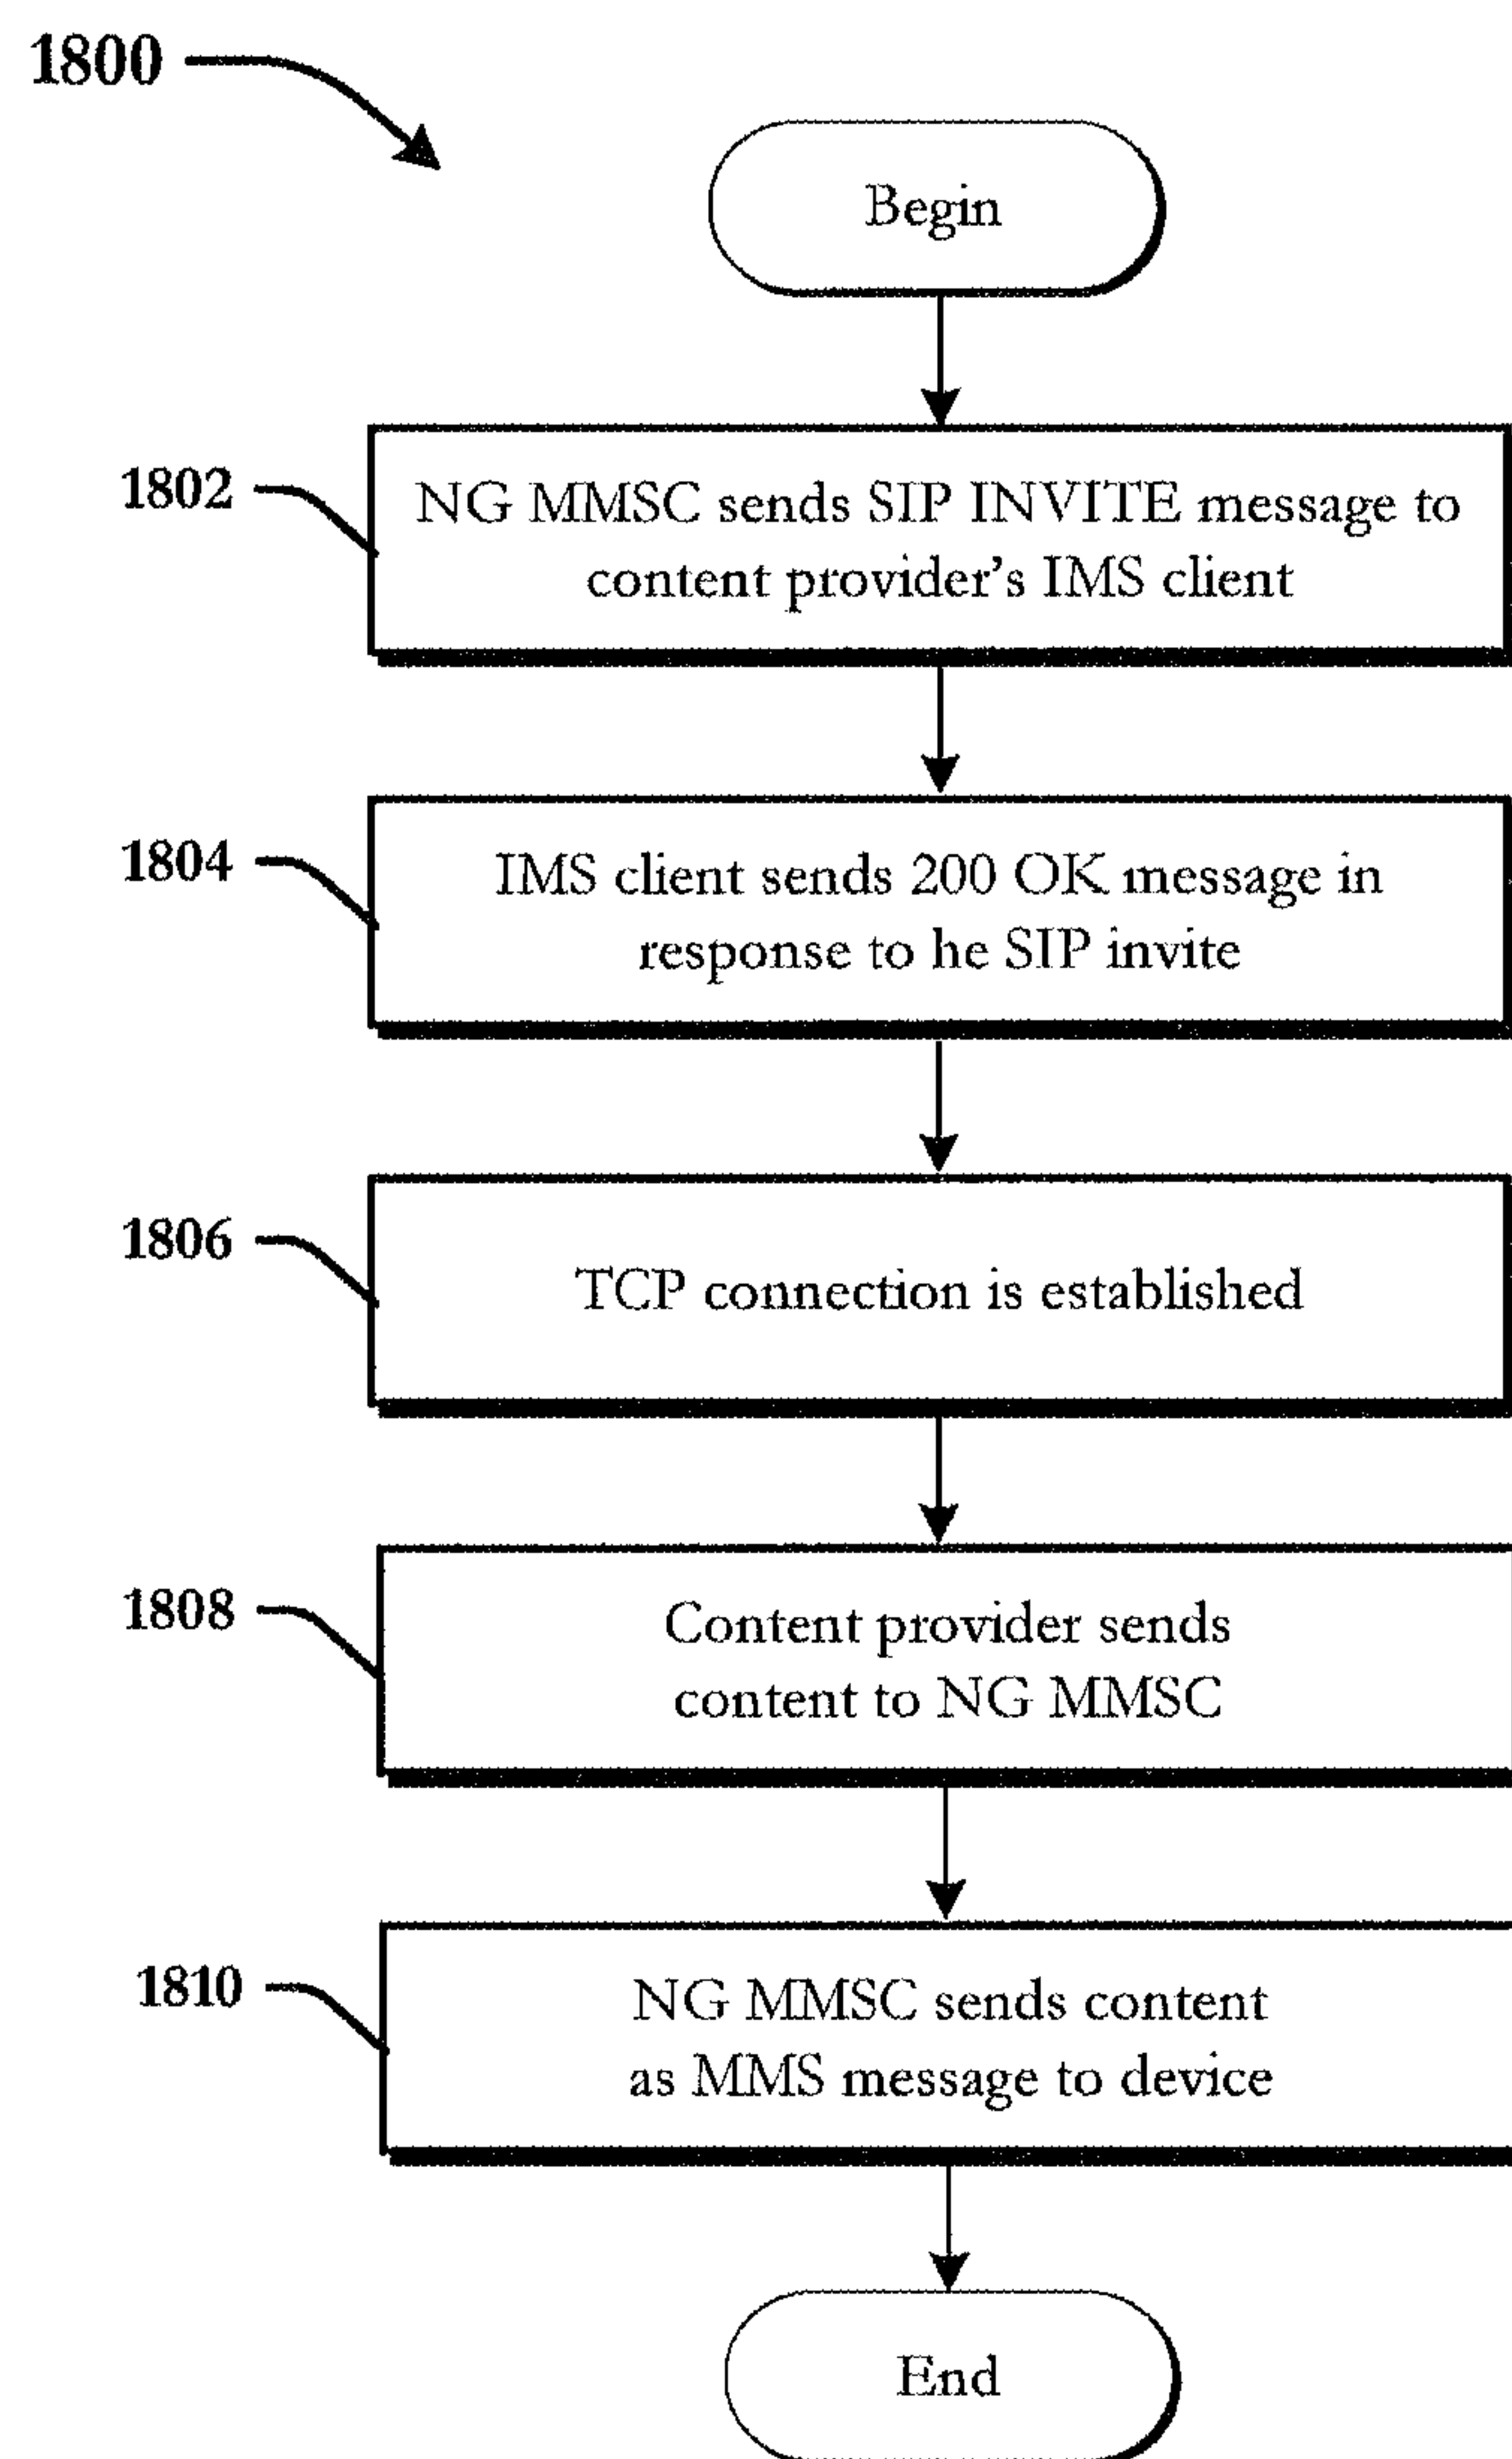 1800
Begin
1802
NG MMSC sends SIP INVITE message to
content provider's IMS client
1804
IMS client sends 200 OK message in
response to he SIP invite
1806
TCP connection is established
1808
Content provider sends
content to NG MMSC
1810
NG MMSC sends content
as MMS message to device
End